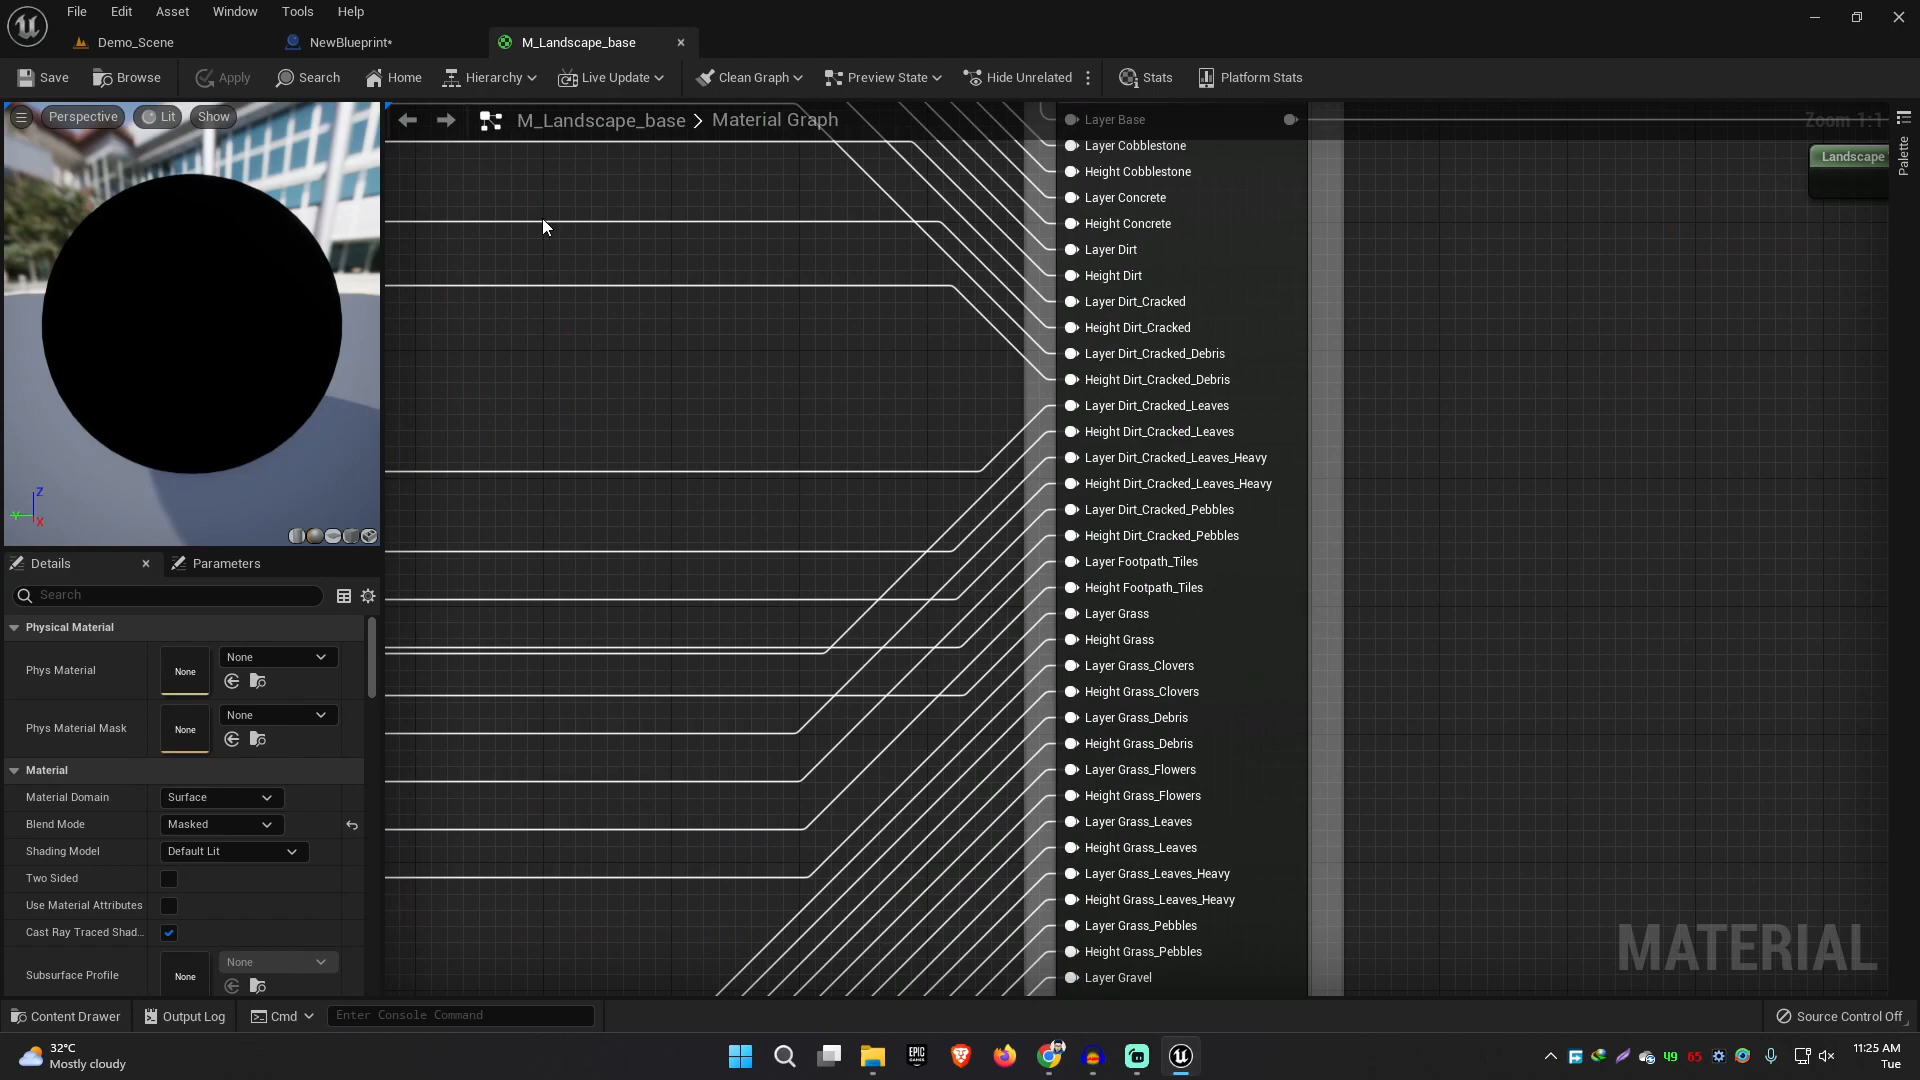 File Edit Asset Window Tools Help
Demo_Scene NewBlueprint* M_Landscape_base
Save Browse Apply Search Home Hierarchy Live Update Clean Graph Preview State Hide Unrelated Stats Platform Stats
Perspective Lit Show
M_Landscape_base > Material Graph
Zoom 1:1
Palette
Landscape
Layer Base
Layer Cobblestone
Height Cobblestone
Layer Concrete
Height Concrete
Layer Dirt
Height Dirt
Layer Dirt_Cracked
Height Dirt_Cracked
Layer Dirt_Cracked_Debris
Height Dirt_Cracked_Debris
Layer Dirt_Cracked_Leaves
Height Dirt_Cracked_Leaves
Layer Dirt_Cracked_Leaves_Heavy
Height Dirt_Cracked_Leaves_Heavy
Layer Dirt_Cracked_Pebbles
Height Dirt_Cracked_Pebbles
Layer Footpath_Tiles
Height Footpath_Tiles
Layer Grass
Height Grass
Layer Grass_Clovers
Height Grass_Clovers
Layer Grass_Debris
Height Grass_Debris
Layer Grass_Flowers
Height Grass_Flowers
Layer Grass_Leaves
Height Grass_Leaves
Layer Grass_Leaves_Heavy
Height Grass_Leaves_Heavy
Layer Grass_Pebbles
Height Grass_Pebbles
Layer Gravel
MATERIAL
Z
Y
X
Details Parameters
Search
Physical Material
Phys Material None None
Phys Material Mask None None
Material
Material Domain Surface
Blend Mode Masked
Shading Model Default Lit
Two Sided
Use Material Attributes
Cast Ray Traced Shad...
Subsurface Profile None None
Content Drawer Output Log Cmd Enter Console Command Source Control Off
32°C
Mostly cloudy
EPIC GAMES
49 65
11:25 AM
Tue